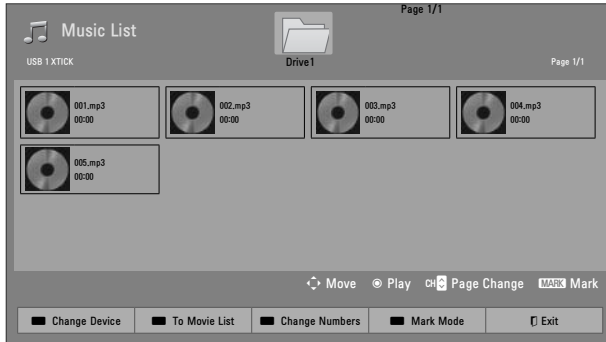 Page 1/1
Music List
Drive1
USB 1 XTICK
Page 1/1
001.mp3
00:00
002.mp3
00:00
003.mp3
00:00
004.mp3
00:00
005.mp3
00:00
Move Play CH Page Change MARK Mark
Change Device To Movie List Change Numbers Mark Mode Exit